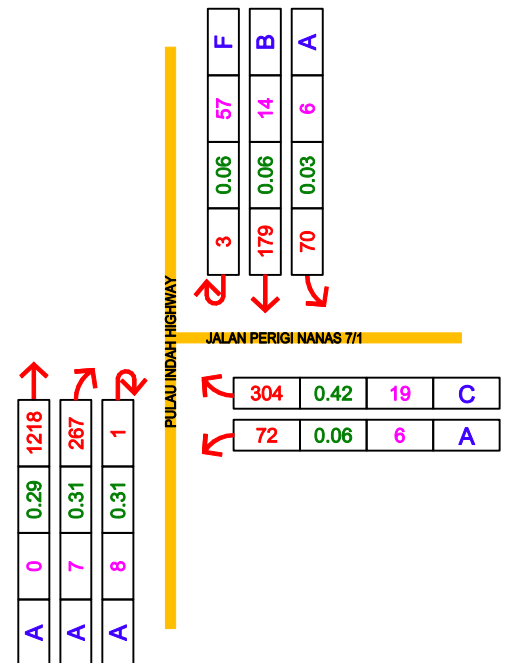 F B A
57 14 6
0.06 0.06 0.03
3 179 70
PULAU INDAH HIGHWAY
JALAN PERIGI NANAS 7/1
304 0.42 19 C
72 0.06 6 A
1218 267 1
0.29 0.31 0.31
0 7 8
A A A